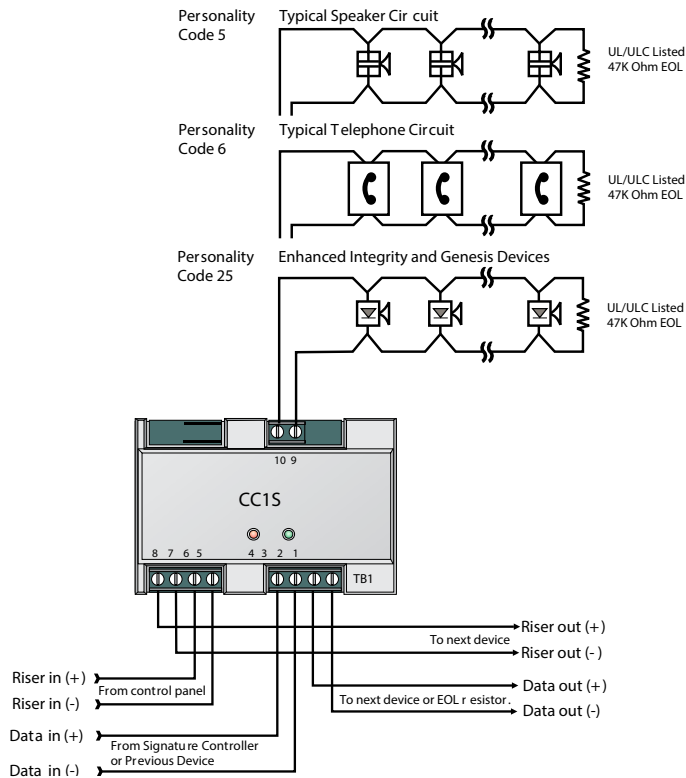 Personality Typical Speaker Cir cuit
Code 5
UL/ULC Listed
47K Ohm EOL
Personality Typical Telephone Circuit
Code 6
UL/ULC Listed
47K Ohm EOL
Personality Enhanced Integrity and Genesis Devices
Code 25
UL/ULC Listed
47K Ohm EOL
10 9
CC1S
8 7 6 5 4 3 2 1
TB1
Riser out (+)
To next device
Riser out (-)
Riser in (+)
From control panel
Riser in (-)
Data out (+)
To next device or EOL r esistor.
Data out (-)
Data in (+)
From Signature Controller
or Previous Device
Data in (-)